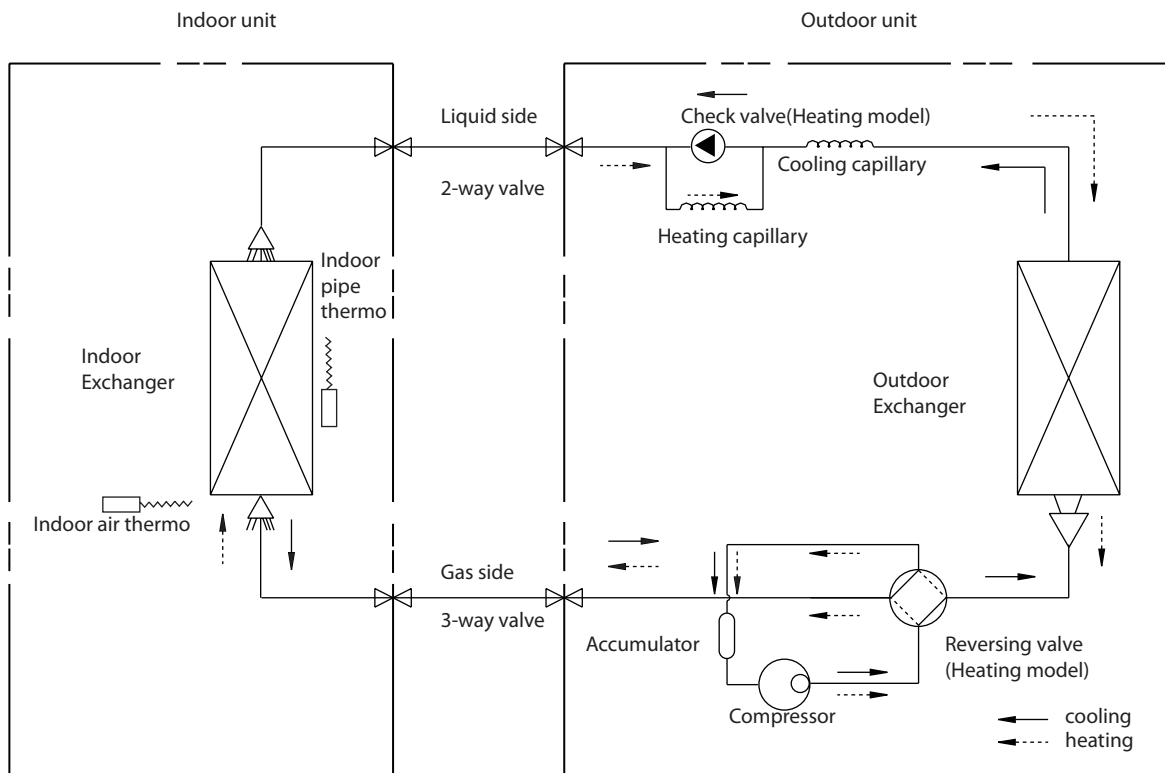 Indoor unit
Outdoor unit
Liquid side
Check valve(Heating model)
2-way valve
Cooling capillary
Heating capillary
Indoor
pipe
thermo
Indoor
Exchanger
Outdoor
Exchanger
Indoor air thermo
Gas side
3-way valve
Accumulator
Reversing valve
(Heating model)
Compressor
cooling
heating